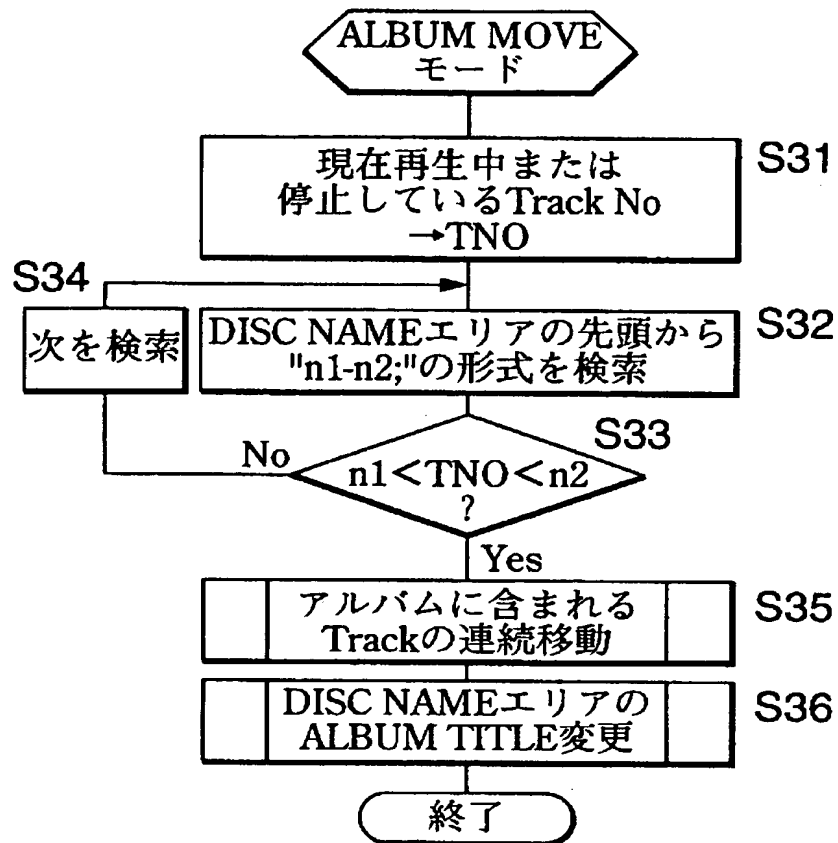 ALBUM MOVE
モード
現在再生中または
停止しているTrack No
→TNO
S31
S34
次を検索
DISC NAMEエリアの先頭から
"n1-n2;"の形式を検索
S32
S33
No
n1<TNO<n2
?
Yes
アルバムに含まれる
Trackの連続移動
S35
DISC NAMEエリアの
ALBUM TITLE変更
S36
終了